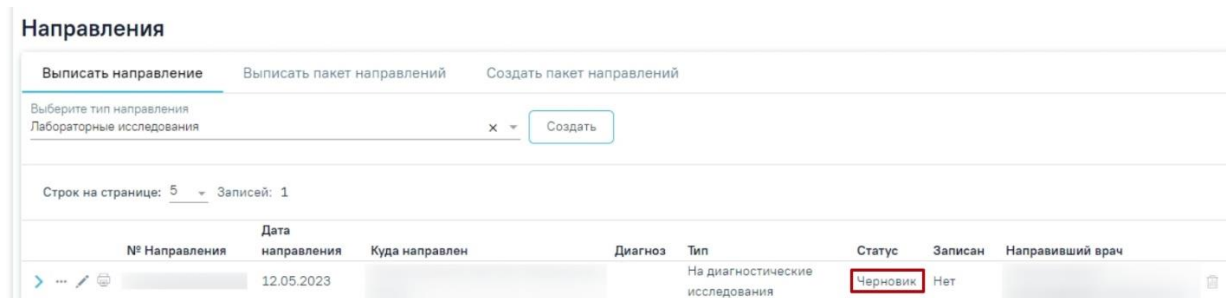 Направления
Выписать направление Выписать пакет направлений Создать пакет направлений
Выберите тип направления
Лабораторные исследования x Создать
Строк на странице: 5 Записей: 1
Дата
№ Направления направления Куда направлен Диагноз Тип Статус Записан Направивший врач
На диагностические
12.05.2023 Черновик Нет
исследования